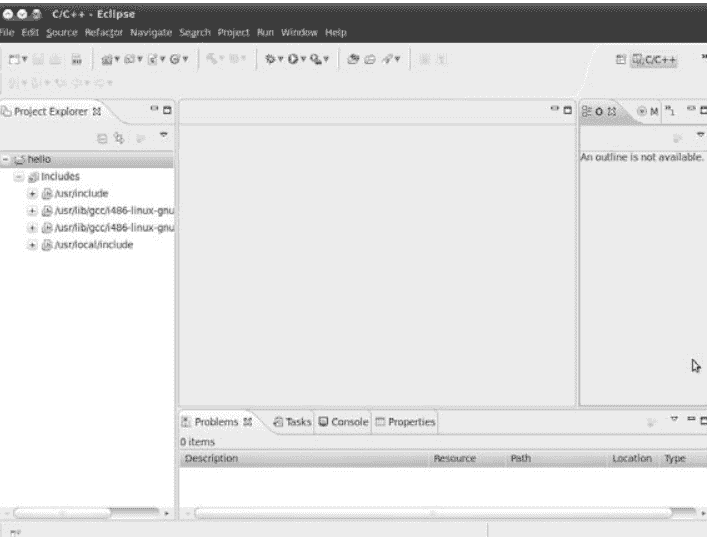 C/C++ - Eclipse
File Edit Source Refactor Navigate Search Project Run Window Help
C/C++
Project Explorer
O
M
"1
An outline is not available.
hello
Includes
/usr/include
/usr/lib/gcc/i486-linux-gnu
/usr/lib/gcc/i486-linux-gnu
/usr/local/include
Problems Tasks Console Properties
0 items
Description Resource Path Location Type